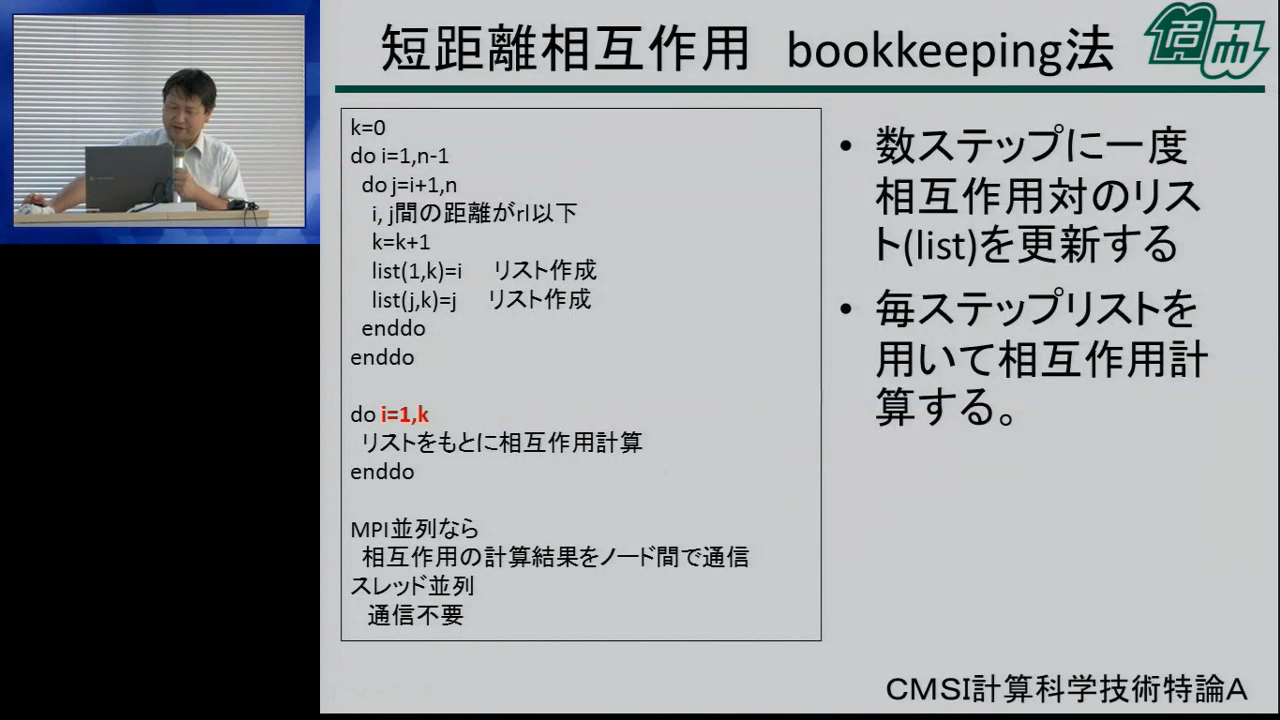 短距離相互作用 bookkeeping法
k=0
do i=1,n-1
do j=i+1,n
i, j間の距離がrl以下
k=k+1
list(1,k)=i リスト作成
list(j,k)=j リスト作成
enddo
enddo
do i=1,k
リストをもとに相互作用計算
enddo
MPI並列なら
相互作用の計算結果をノード間で通信
スレッド並列
通信不要
• 数ステップに一度
相互作用対のリス
ト(list)を更新する
• 毎ステップリストを
用いて相互作用計
算する。
CMSI計算科学技術特論A